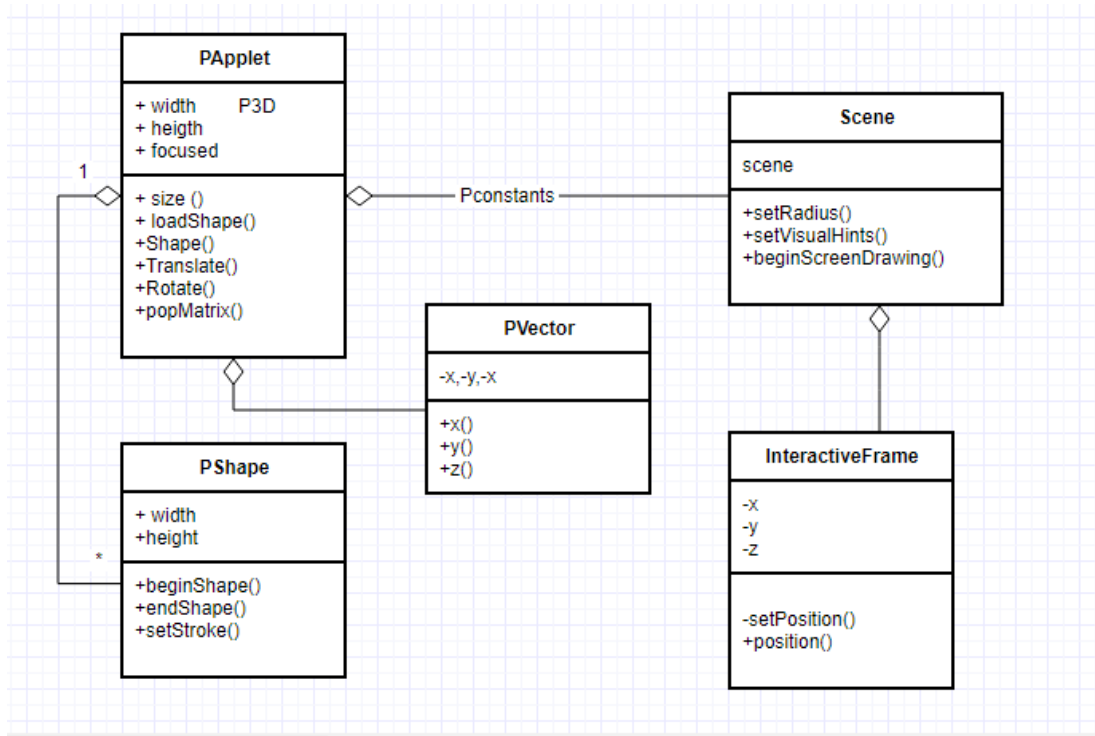 PApplet
+ width P3D
+ heigth
+ focused
+ size ()
+ loadShape()
+Shape()
+Translate()
+Rotate()
+popMatrix()
1
Pconstants
Scene
scene
+setRadius()
+setVisualHints()
+beginScreenDrawing()
PVector
-x,-y,-x
+x()
+y()
+z()
PShape
+ width
+height
+beginShape()
+endShape()
+setStroke()
*
InteractiveFrame
-x
-y
-z
-setPosition()
+position()